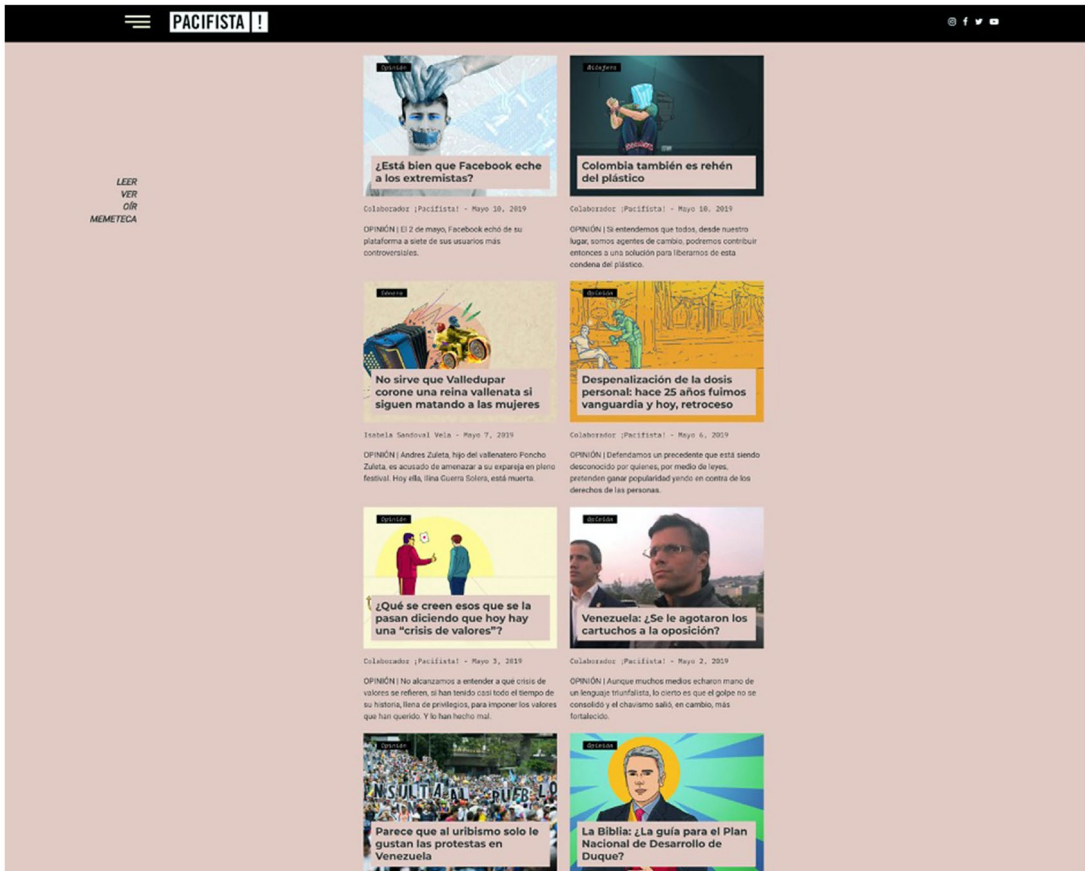 PACIFISTA !
LEER
VER
OÍR
MEMETECA
Opinión
¿Está bien que Facebook eche
a los extremistas?
Colaborador ¡Pacifista! - Mayo 10, 2019
OPINIÓN | El 2 de mayo, Facebook echó de su
plataforma a siete de sus usuarios más
controversiales.
Biósfera
Colombia también es rehén
del plástico
Colaborador ¡Pacifista! - Mayo 10, 2019
OPINIÓN | Si entendemos que todos, desde nuestro
lugar, somos agentes de cambio, podremos contribuir
entonces a una solución para liberarnos de esta
condena del plástico.
Género
No sirve que Valledupar
corone una reina vallenata si
siguen matando a las mujeres
Isabela Sandoval Vela - Mayo 7, 2019
OPINIÓN | Andres Zuleta, hijo del vallenatero Poncho
Zuleta, es acusado de amenazar a su expareja en pleno
festival. Hoy ella, Ilina Guerra Solera, está muerta.
Opinión
Despenalización de la dosis
personal: hace 25 años fuimos
vanguardia y hoy, retroceso
Colaborador ¡Pacifista! - Mayo 6, 2019
OPINIÓN | Defendamos un precedente que está siendo
desconocido por quienes, por medio de leyes,
pretenden ganar popularidad yendo en contra de los
derechos de las personas.
Opinión
¿Qué se creen esos que se la
pasan diciendo que hoy hay
una “crisis de valores”?
Colaborador ¡Pacifista! - Mayo 3, 2019
OPINIÓN | No alcanzamos a entender a qué crisis de
valores se refieren, si han tenido casi todo el tiempo de
su historia, llena de privilegios, para imponer los valores
que han querido. Y lo han hecho mal.
Opinión
Venezuela: ¿Se le agotaron los
cartuchos a la oposición?
Colaborador ¡Pacifista! - Mayo 2, 2019
OPINIÓN | Aunque muchos medios echaron mano de
un lenguaje triunfalista, lo cierto es que el golpe no se
consolidó y el chavismo salió, en cambio, más
fortalecido.
Opinión
NSULTA AL PUEBLO
Parece que al uribismo solo le
gustan las protestas en
Venezuela
Opinión
La Biblia: ¿La guía para el Plan
Nacional de Desarrollo de
Duque?